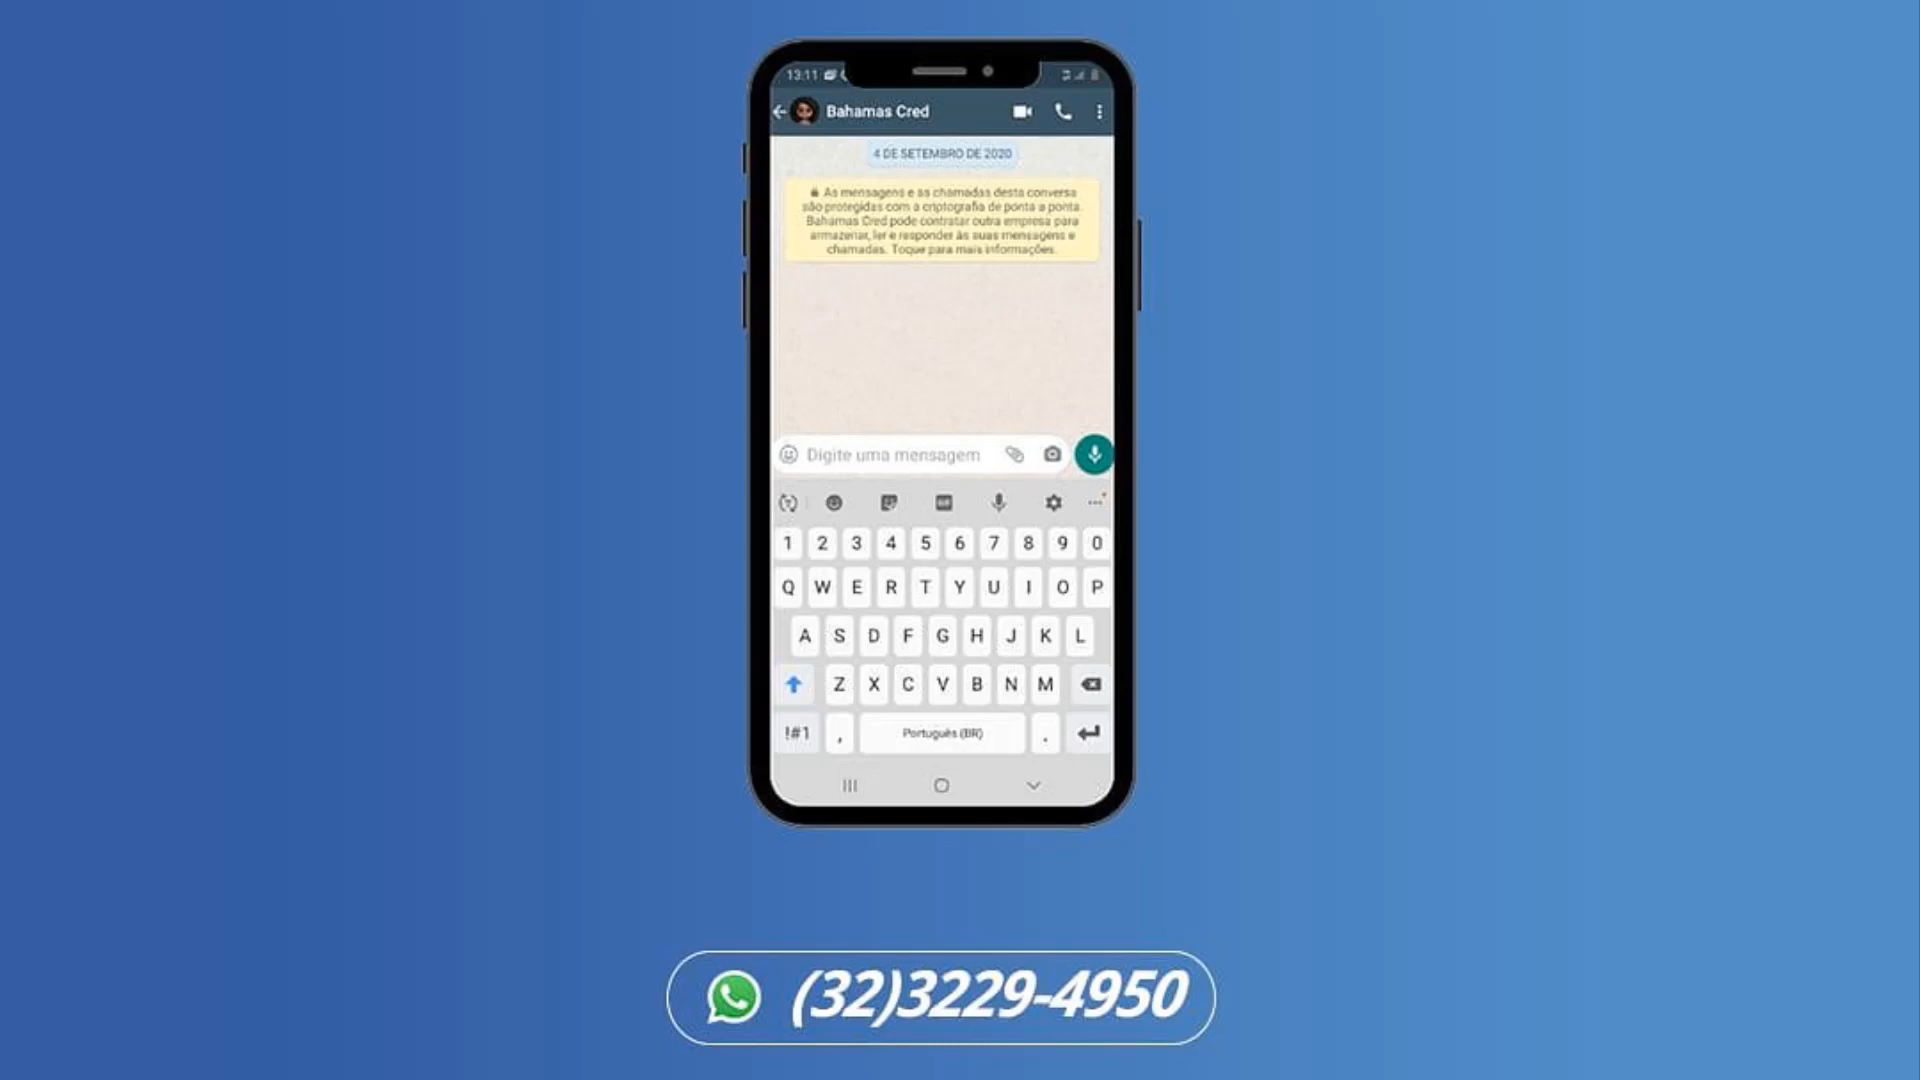 13:11
Bahamas Cred
4 DE SETEMBRO DE 2020
As mensagens e as chamadas desta conversa
são protegidas com a criptografia de ponta a ponta.
Bahamas Cred pode contratar outra empresa para
armazenar, ler e responder às suas mensagens e
chamadas. Toque para mais informações.
Digite uma mensagem
GIF
1 2 3 4 5 6 7 8 9 0
Q W E R T Y U I O P
A S D F G H J K L
Z X C V B N M
!#1 , Português (BR) .
(32)3229-4950